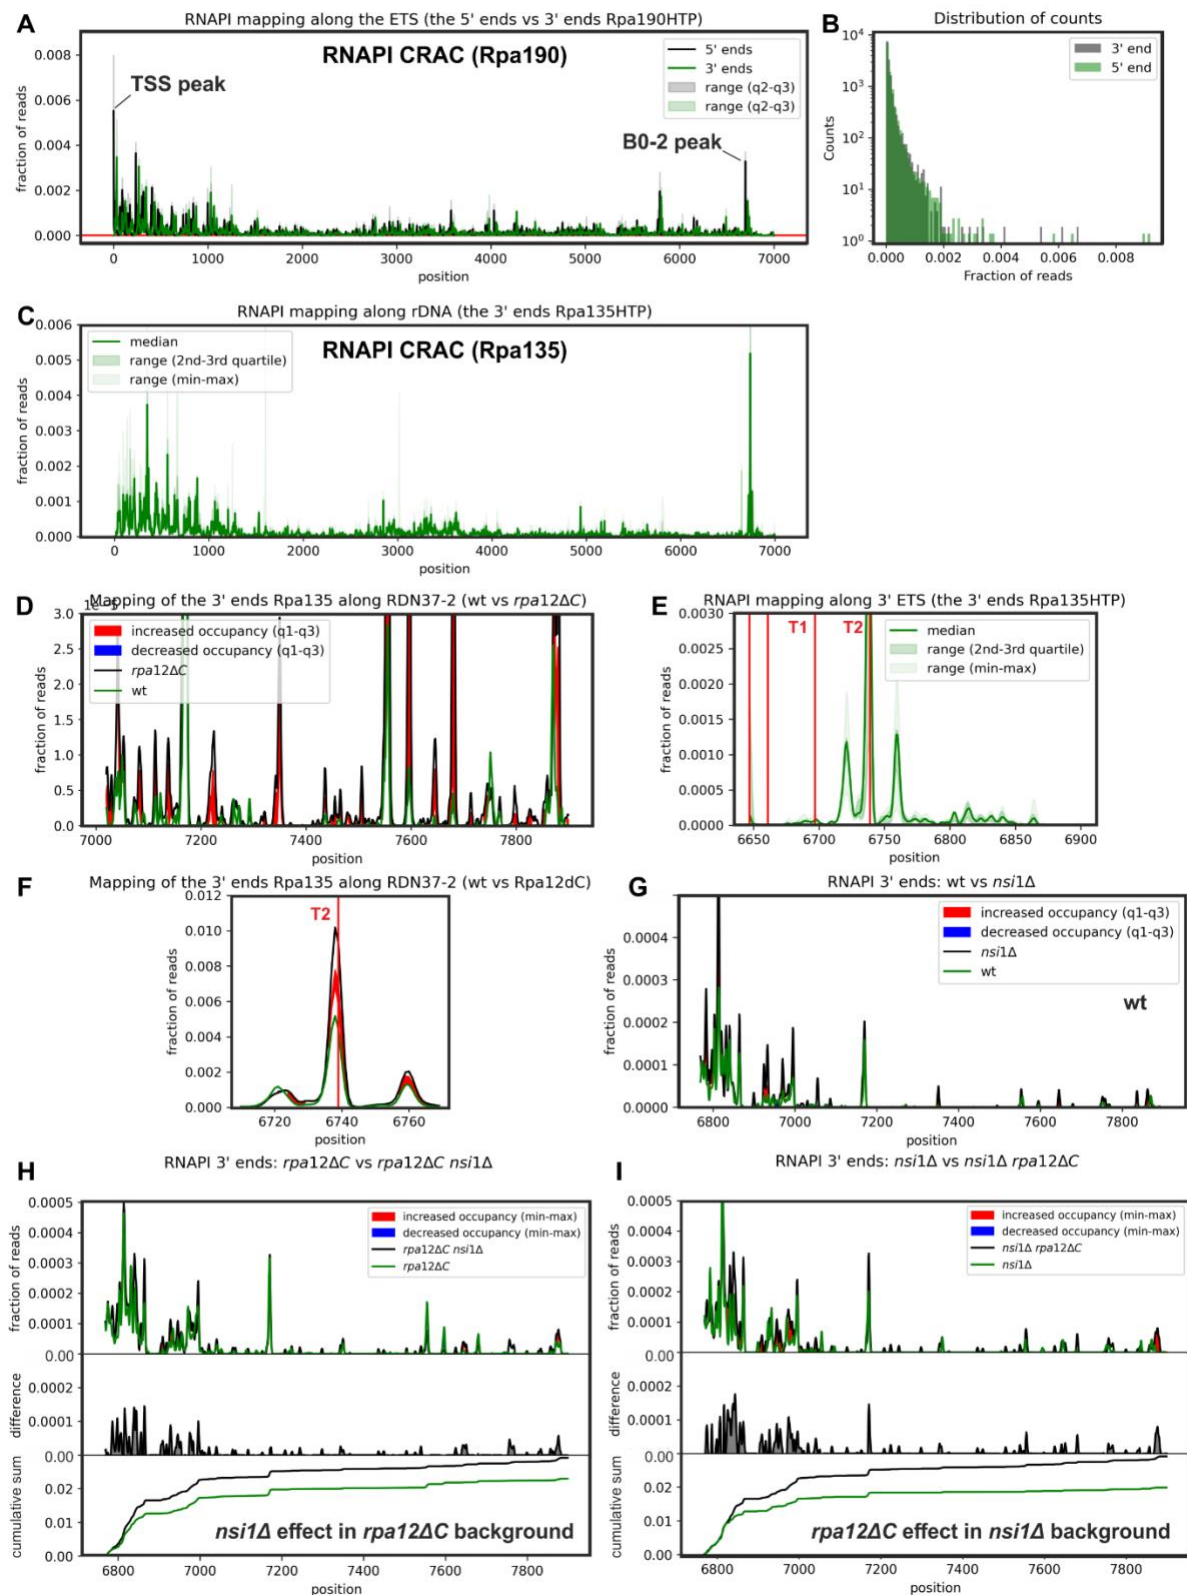 A
RNAPI mapping along the ETS (the 5' ends vs 3' ends Rpa190HTP)
RNAPI CRAC (Rpa190)
TSS peak
B0-2 peak
5' ends
3' ends
range (q2-q3)
range (q2-q3)
fraction of reads
0.008
0.006
0.004
0.002
0.000
0 1000 2000 3000 4000 5000 6000 7000
position
B
Distribution of counts
3' end
5' end
Counts
10^4
10^3
10^2
10^1
10^0
0.000 0.002 0.004 0.006 0.008
Fraction of reads
C
RNAPI mapping along rDNA (the 3' ends Rpa135HTP)
RNAPI CRAC (Rpa135)
median
range (2nd-3rd quartile)
range (min-max)
fraction of reads
0.006
0.005
0.004
0.003
0.002
0.001
0.000
0 1000 2000 3000 4000 5000 6000 7000
position
D
Mapping of the 3' ends Rpa135 along RDN37-2 (wt vs rpa12ΔC)
increased occupancy (q1-q3)
decreased occupancy (q1-q3)
rpa12ΔC
wt
fraction of reads
3.0
2.5
2.0
1.5
1.0
0.5
0.0
7000 7200 7400 7600 7800
position
E
RNAPI mapping along 3' ETS (the 3' ends Rpa135HTP)
T1 T2
median
range (2nd-3rd quartile)
range (min-max)
fraction of reads
0.0030
0.0025
0.0020
0.0015
0.0010
0.0005
0.0000
6650 6700 6750 6800 6850 6900
position
F
Mapping of the 3' ends Rpa135 along RDN37-2 (wt vs Rpa12dC)
T2
fraction of reads
0.012
0.010
0.008
0.006
0.004
0.002
0.000
6720 6740 6760
position
G
RNAPI 3' ends: wt vs nsi1Δ
increased occupancy (q1-q3)
decreased occupancy (q1-q3)
nsi1Δ
wt
wt
fraction of reads
0.0004
0.0003
0.0002
0.0001
0.0000
6800 7000 7200 7400 7600 7800
position
H
RNAPI 3' ends: rpa12ΔC vs rpa12ΔC nsi1Δ
increased occupancy (min-max)
decreased occupancy (min-max)
rpa12ΔC nsi1Δ
rpa12ΔC
fraction of reads
0.0005
0.0004
0.0003
0.0002
0.0001
0.00
difference
0.0002
0.0001
0.00
cumulative sum
0.02
0.01
0.00
nsi1Δ effect in rpa12ΔC background
6800 7000 7200 7400 7600 7800
position
I
RNAPI 3' ends: nsi1Δ vs nsi1Δ rpa12ΔC
increased occupancy (min-max)
decreased occupancy (min-max)
nsi1Δ rpa12ΔC
nsi1Δ
fraction of reads
0.0005
0.0004
0.0003
0.0002
0.0001
0.00
difference
0.0002
0.0001
0.00
cumulative sum
0.02
0.01
0.00
rpa12ΔC effect in nsi1Δ background
6800 7000 7200 7400 7600 7800
position